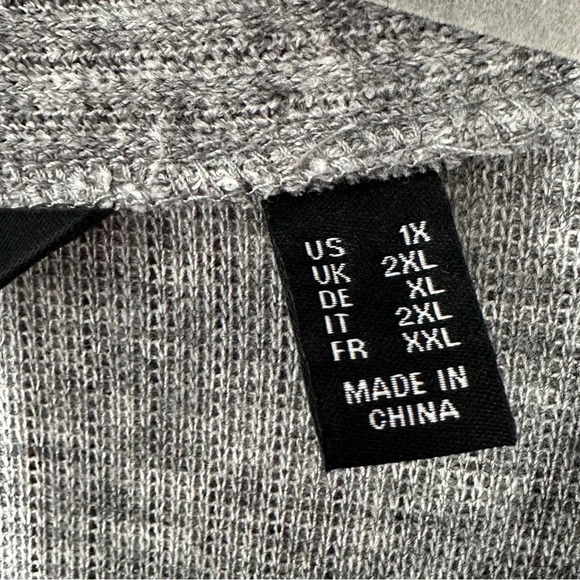 US 1X
UK 2XL
DE XL
IT 2XL
FR XXL
MADE IN
CHINA